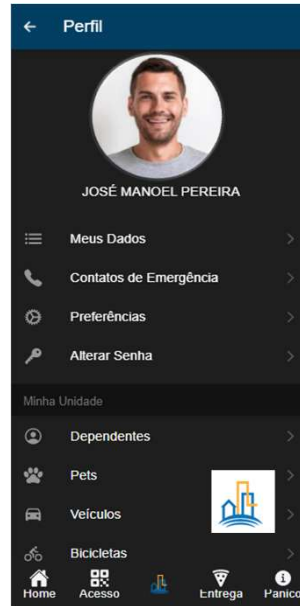 Perfil
JOSÉ MANOEL PEREIRA
Meus Dados
Contatos de Emergência
Preferências
Alterar Senha
Minha Unidade
Dependentes
Pets
Veículos
Bicicletas
Home Acesso Entrega Panico